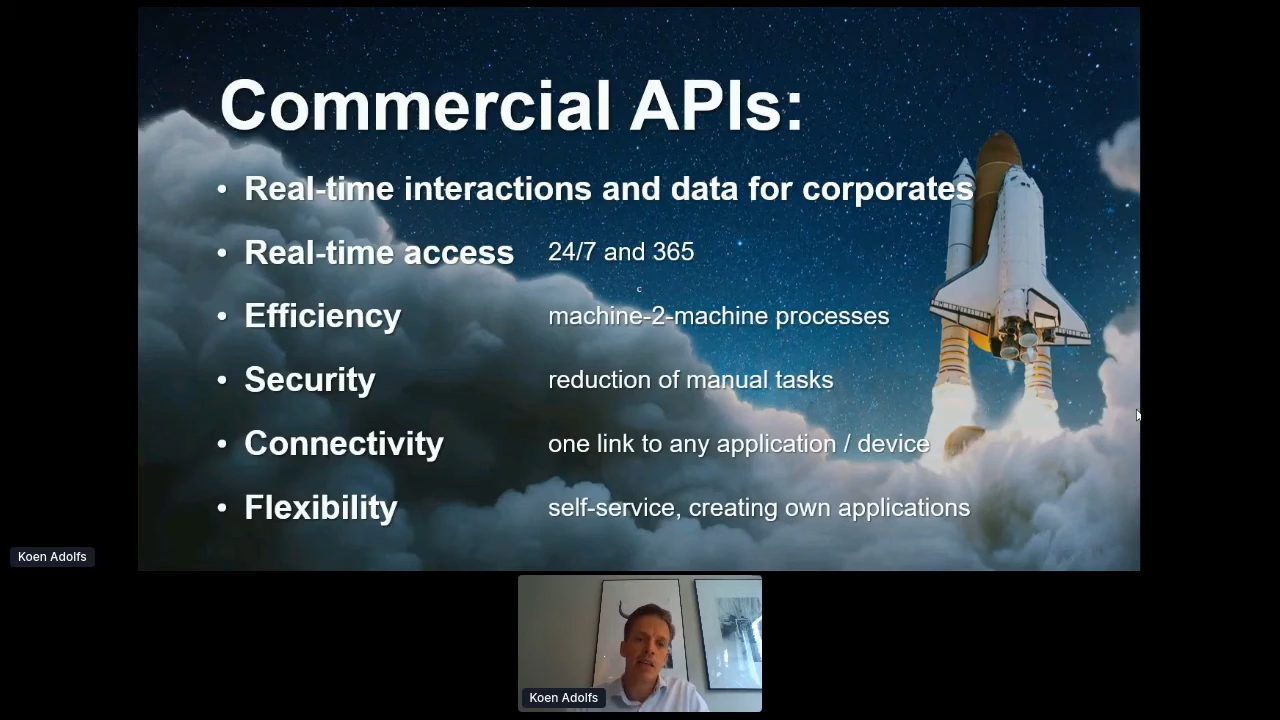 Commercial APIs:
• Real-time interactions and data for corporates
• Real-time access 24/7 and 365
c
• Efficiency machine-2-machine processes
• Security reduction of manual tasks
• Connectivity one link to any application / device
• Flexibility self-service, creating own applications
Koen Adolfs
Koen Adolfs